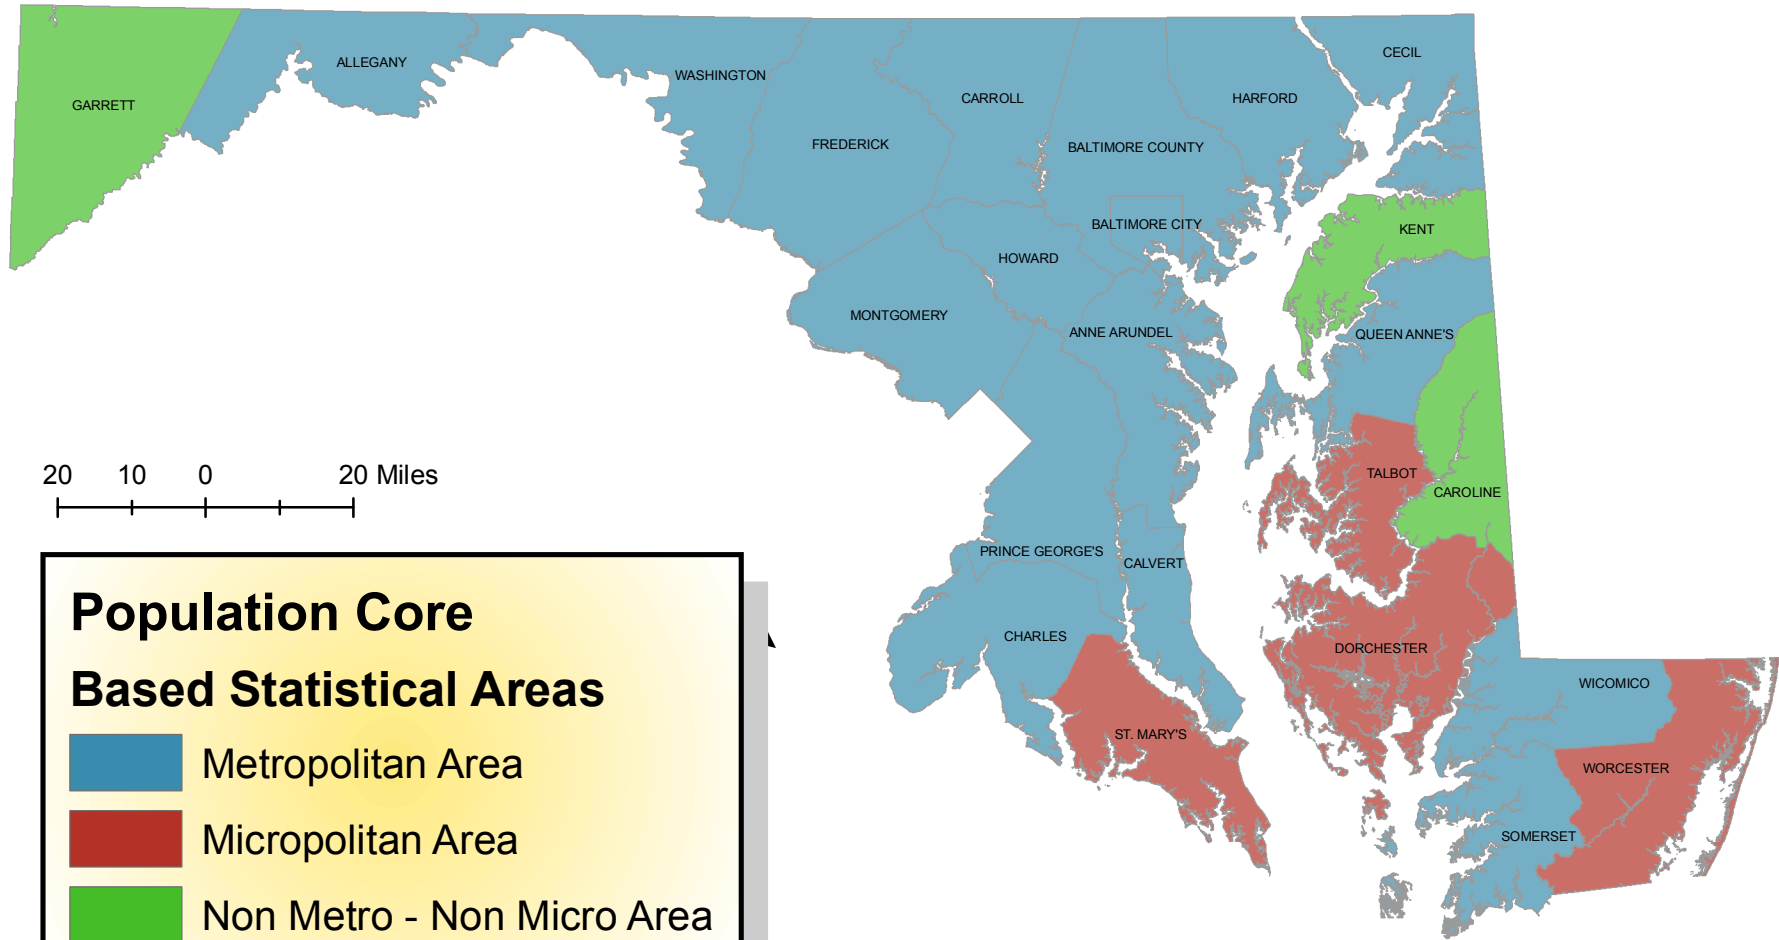 CECIL
ALLEGANY
WASHINGTON
GARRETT
CARROLL
HARFORD
FREDERICK
BALTIMORE COUNTY
BALTIMORE CITY
KENT
HOWARD
MONTGOMERY
ANNE ARUNDEL
QUEEN ANNE'S
20 10 0 20 Miles
TALBOT
CAROLINE
PRINCE GEORGE'S
CALVERT
CHARLES
DORCHESTER
WICOMICO
ST. MARY'S
WORCESTER
SOMERSET
Population Core
Based Statistical Areas
Metropolitan Area
Micropolitan Area
Non Metro - Non Micro Area